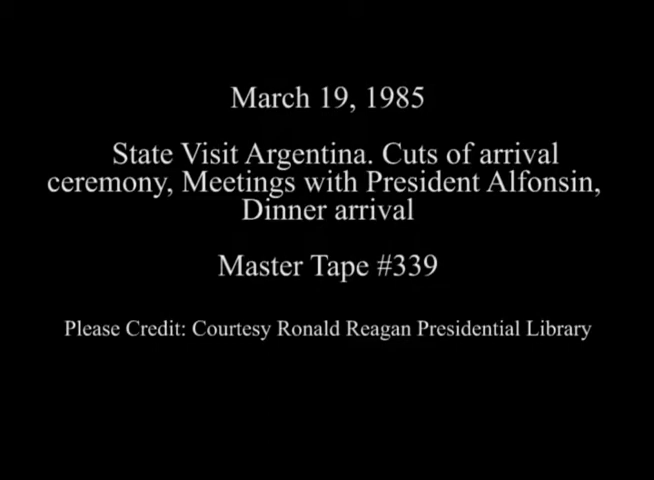 March 19, 1985
State Visit Argentina. Cuts of arrival
ceremony, Meetings with President Alfonsin,
Dinner arrival
Master Tape #339
Please Credit: Courtesy Ronald Reagan Presidential Library